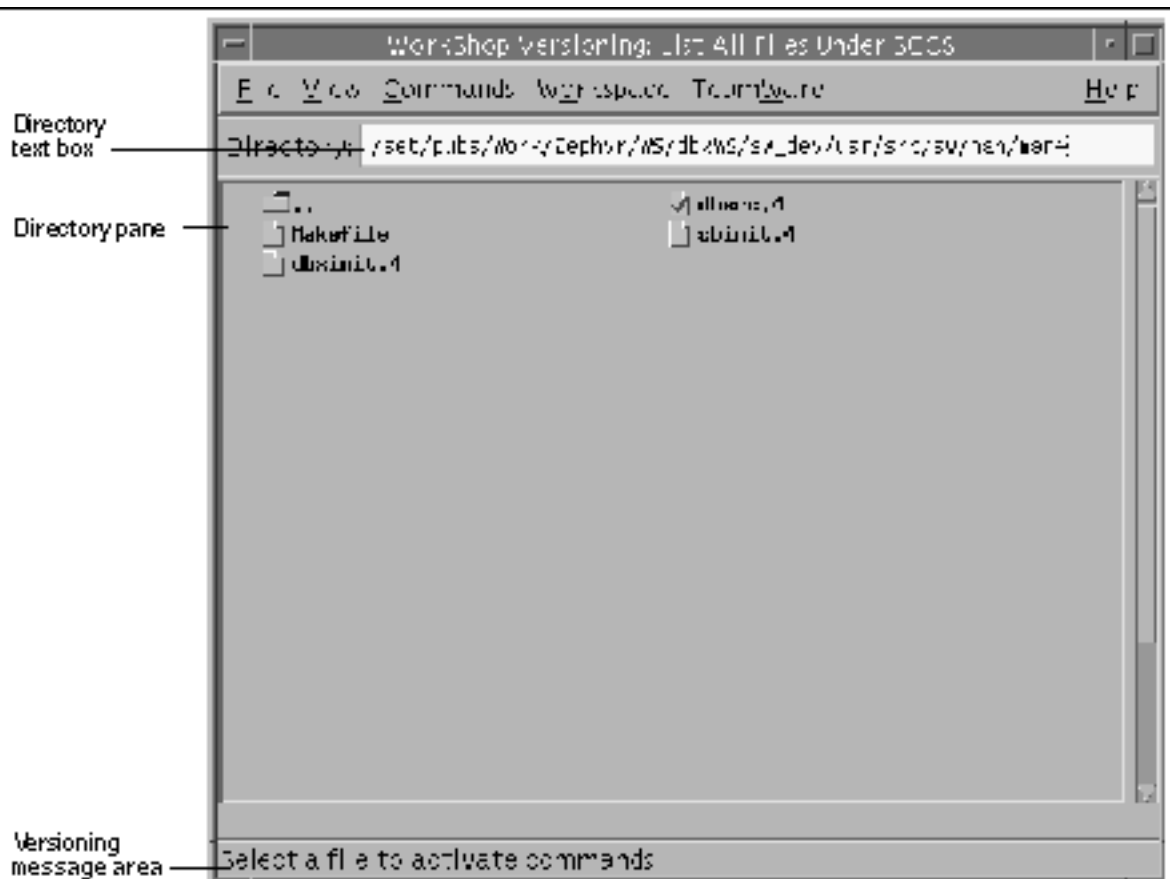 WorkShop Versioning: List All Files Under SCCS
File View Commands Workspace TeamWare Help
Directory text box
Directory: /set/pubs/Work/Zephyr/WS/dbxWS/sw_dev/usr/src/sw/man/man4
Directory pane
..
Makefile
dbxinit.4
sbinit.4
Versioning message area
Select a file to activate commands